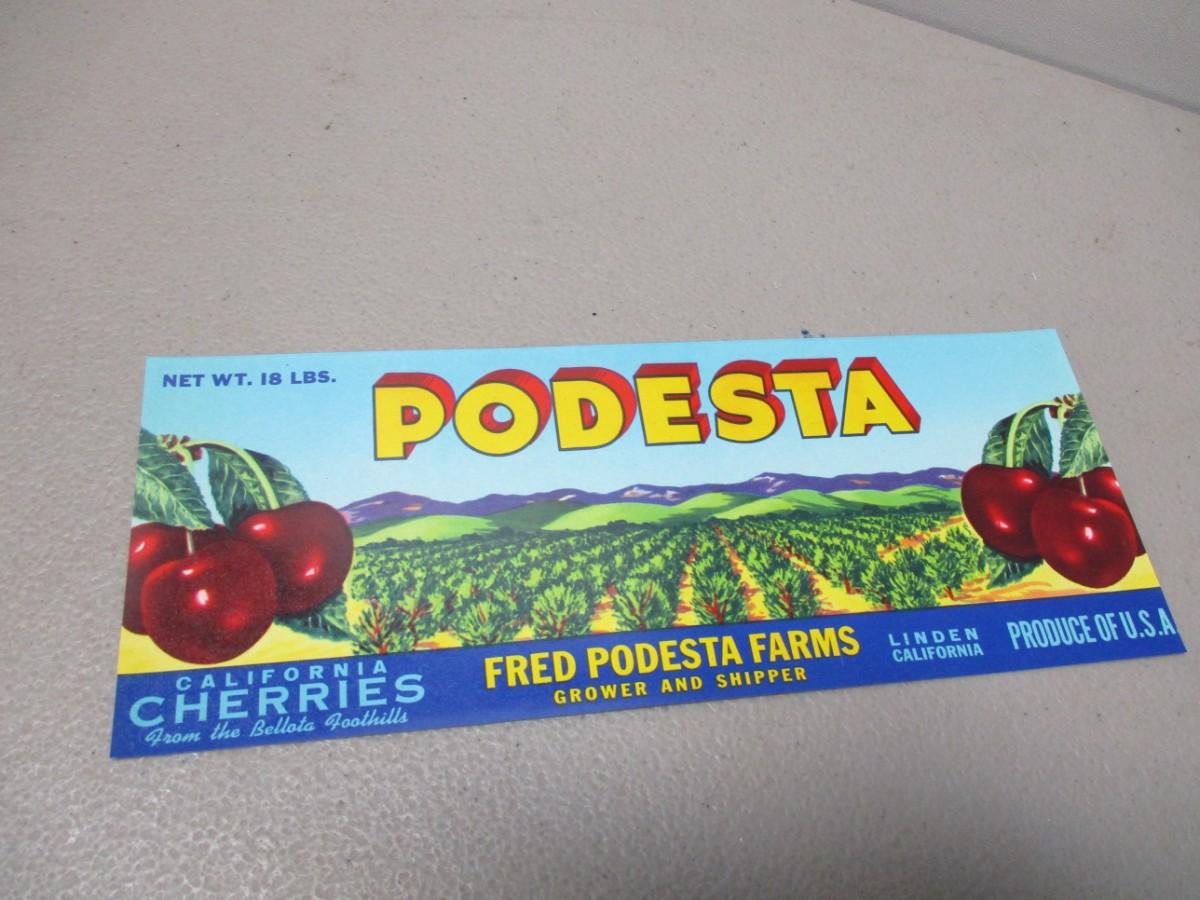 NET WT. 18 LBS.
PODESTA
CALIFORNIA
CHERRIES
From the Bellota Foothills
FRED PODESTA FARMS
GROWER AND SHIPPER
LINDEN
CALIFORNIA
PRODUCE OF U.S.A